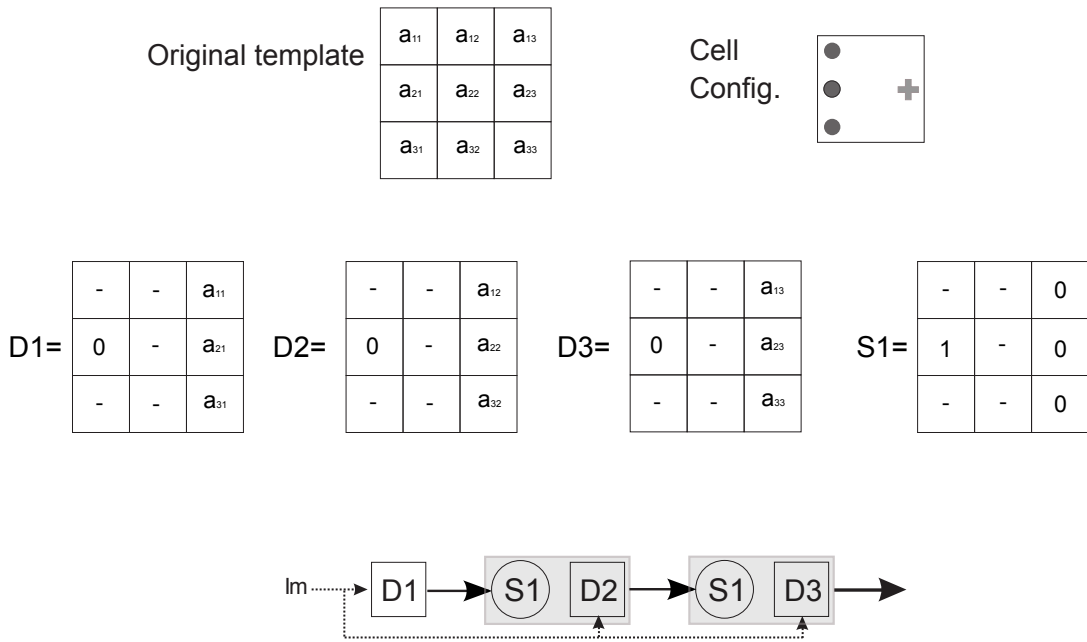 Original template
a11 a12 a13
a21 a22 a23
a31 a32 a33
Cell
Config.
D1=
- - a11
0 - a21
- - a31
D2=
- - a12
0 - a22
- - a32
D3=
- - a13
0 - a23
- - a33
S1=
- - 0
1 - 0
- - 0
Im D1 S1 D2 S1 D3